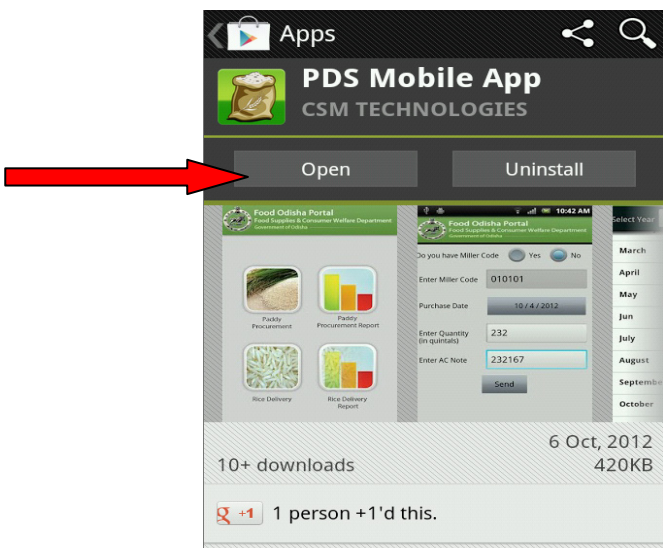 Apps
PDS Mobile App
CSM TECHNOLOGIES
Open
Uninstall
Food Odisha Portal
Food Supplies & Consumer Welfare Department
Government of Odisha
Paddy
Procurement
Paddy
Procurement Report
Rice Delivery
Rice Delivery
Report
10:42 AM
Food Odisha Portal
Food Supplies & Consumer Welfare Department
Government of Odisha
Do you have Miller Code
Yes
No
Enter Miller Code
010101
Purchase Date
10 / 4 / 2012
Enter Quantity
(in quintals)
232
Enter AC Note
232167
Send
Select Year
March
April
May
Jun
July
August
Septembe
October
6 Oct, 2012
10+ downloads
420KB
g +1
1 person +1'd this.